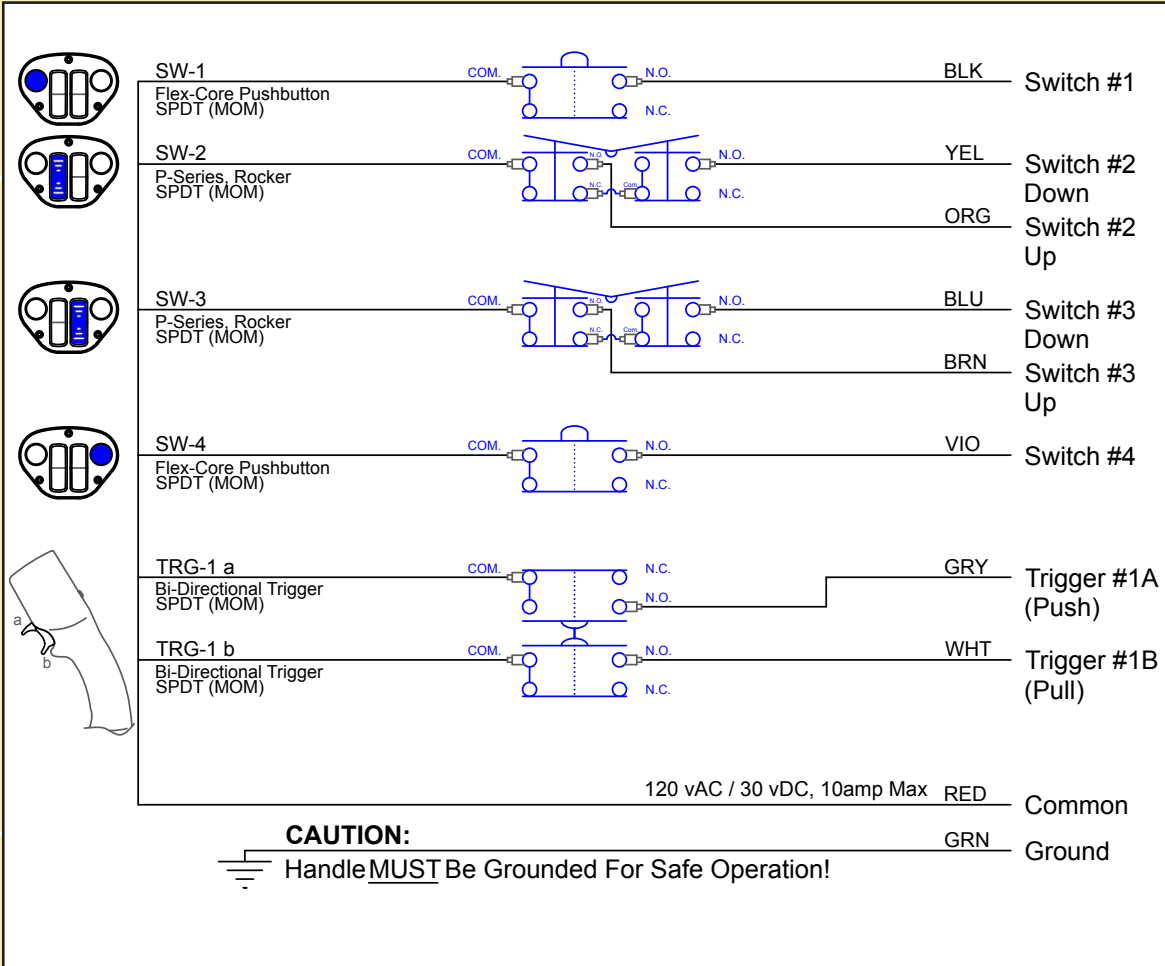 SW-1
Flex-Core Pushbutton
SPDT (MOM)
COM.
N.O.
N.C.
BLK
Switch #1
SW-2
P-Series, Rocker
SPDT (MOM)
COM.
N.O.
N.C.
Com.
N.O.
N.C.
YEL
Switch #2
Down
ORG
Switch #2
Up
SW-3
P-Series, Rocker
SPDT (MOM)
COM.
N.O.
N.C.
Com.
N.O.
N.C.
BLU
Switch #3
Down
BRN
Switch #3
Up
SW-4
Flex-Core Pushbutton
SPDT (MOM)
COM.
N.O.
N.C.
VIO
Switch #4
a
b
TRG-1 a
Bi-Directional Trigger
SPDT (MOM)
COM.
N.C.
N.O.
GRY
Trigger #1A
(Push)
TRG-1 b
Bi-Directional Trigger
SPDT (MOM)
COM.
N.O.
N.C.
WHT
Trigger #1B
(Pull)
120 vAC / 30 vDC, 10amp Max
RED
Common
CAUTION:
Handle MUST Be Grounded For Safe Operation!
GRN
Ground